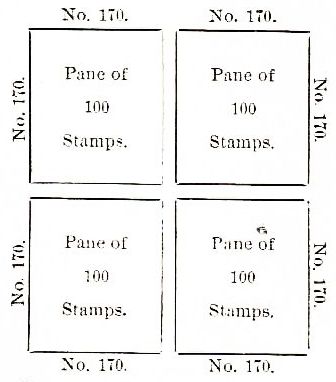 No. 170.
No. 170.
No. 170.
Pane of
100
Stamps.
Pane of
100
Stamps.
No. 170.
No. 170.
Pane of
100
Stamps.
Pane of
100
Stamps.
No. 170.
No. 170.
No. 170.